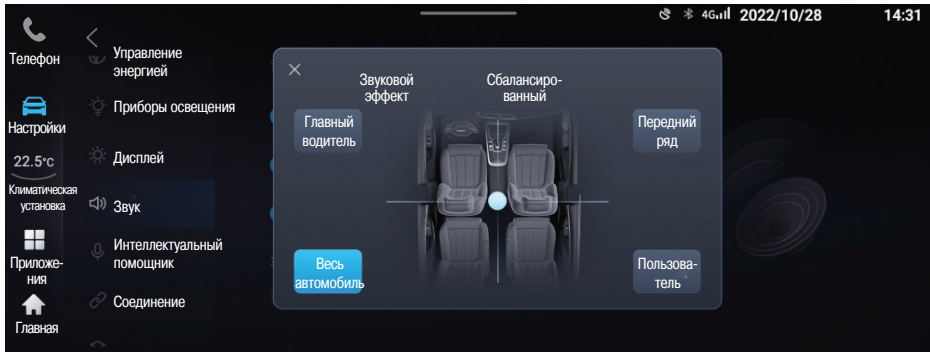 4G 2022/10/28 14:31
Телефон
Настройки
22.5°C
Климатическая
установка
Приложе-
ния
Главная
Управление
энергией
Приборы освещения
Дисплей
Звук
Интеллектуальный
помощник
Соединение
Звуковой
эффект
Сбалансиро-
ванный
Главный
водитель
Передний
ряд
Весь
автомобиль
Пользова-
тель